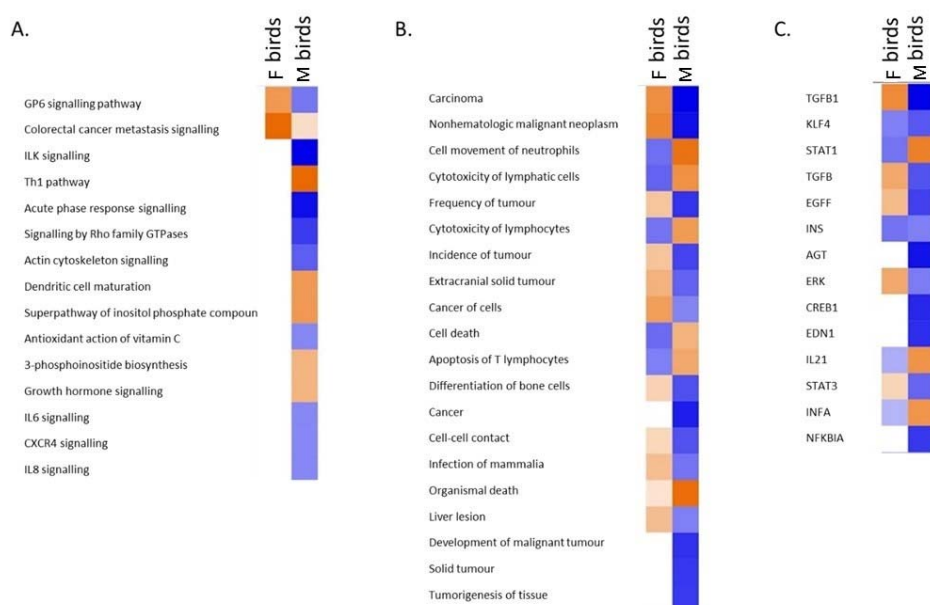 A.
F birds
M birds
GP6 signalling pathway
Colorectal cancer metastasis signalling
ILK signalling
Th1 pathway
Acute phase response signalling
Signalling by Rho family GTPases
Actin cytoskeleton signalling
Dendritic cell maturation
Superpathway of inositol phosphate compoun
Antioxidant action of vitamin C
3-phosphoinositide biosynthesis
Growth hormone signalling
IL6 signalling
CXCR4 signalling
IL8 signalling
B.
F birds
M birds
Carcinoma
Nonhematologic malignant neoplasm
Cell movement of neutrophils
Cytotoxicity of lymphatic cells
Frequency of tumour
Cytotoxicity of lymphocytes
Incidence of tumour
Extracranial solid tumour
Cancer of cells
Cell death
Apoptosis of T lymphocytes
Differentiation of bone cells
Cancer
Cell-cell contact
Infection of mammalia
Organismal death
Liver lesion
Development of malignant tumour
Solid tumour
Tumorigenesis of tissue
C.
F birds
M birds
TGFB1
KLF4
STAT1
TGFB
EGFF
INS
AGT
ERK
CREB1
EDN1
IL21
STAT3
INFA
NFKBIA